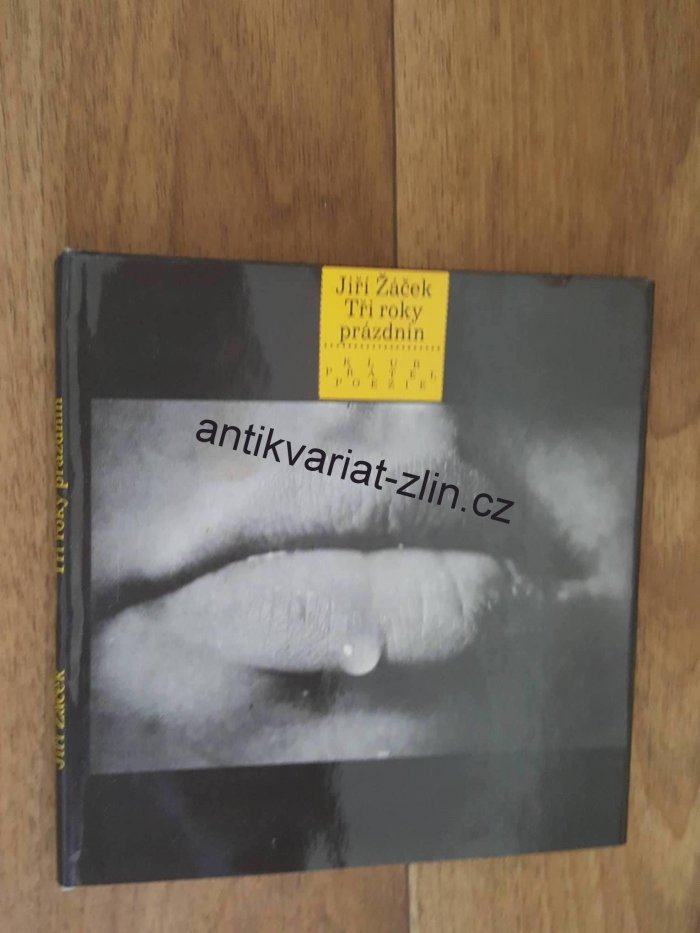 Jiří Žáček
Tři roky
prázdnin
KLUB
PŘÁTEL
POEZIE
antikvariat-zlin.cz
Jiří Žáček
Tři roky prázdnin